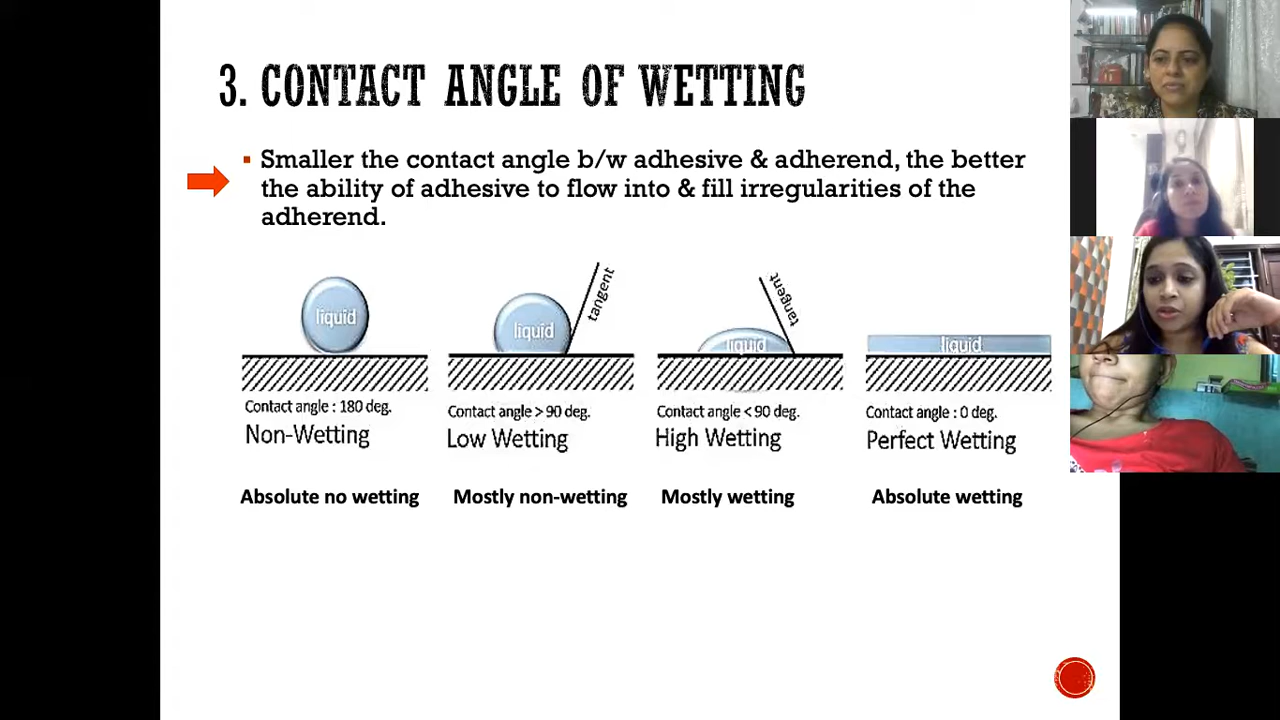 3. CONTACT ANGLE OF WETTING
Smaller the contact angle b/w adhesive & adherend, the better
the ability of adhesive to flow into & fill irregularities of the
adherend.
liquid
liquid
tangent
liquid
tangent
liquid
Contact angle : 180 deg.
Non-Wetting
Contact angle > 90 deg.
Low Wetting
Contact angle < 90 deg.
High Wetting
Contact angle : 0 deg.
Perfect Wetting
Absolute no wetting
Mostly non-wetting
Mostly wetting
Absolute wetting